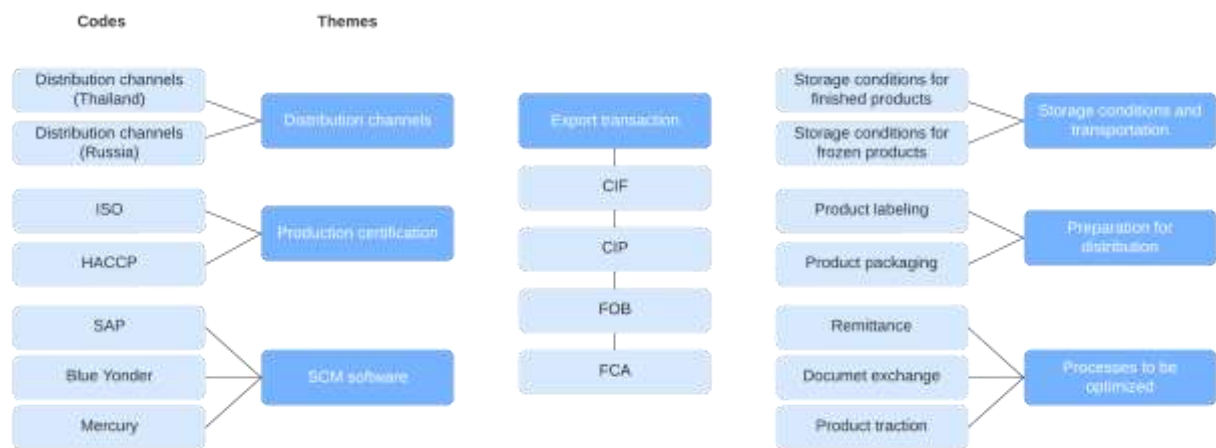 Codes
Themes
Distribution channels
(Thailand)
Distribution channels
(Russia)
Distribution channels
ISO
HACCP
Production certification
SAP
Blue Yonder
Mercury
SCM software
Export transaction
CIF
CIP
FOB
FCA
Storage conditions for
finished products
Storage conditions for
frozen products
Storage conditions and
transportation
Product labeling
Product packaging
Preparation for
distribution
Remittance
Documet exchange
Product traction
Processes to be
optimized